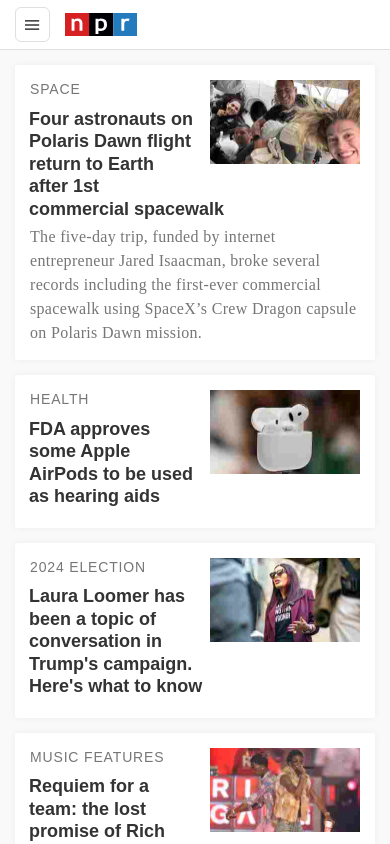 npr
SPACE
Four astronauts on
Polaris Dawn flight
return to Earth
after 1st
commercial spacewalk
The five-day trip, funded by internet
entrepreneur Jared Isaacman, broke several
records including the first-ever commercial
spacewalk using SpaceX’s Crew Dragon capsule
on Polaris Dawn mission.
HEALTH
FDA approves
some Apple
AirPods to be used
as hearing aids
2024 ELECTION
Laura Loomer has
been a topic of
conversation in
Trump's campaign.
Here's what to know
MUSIC FEATURES
Requiem for a
team: the lost
promise of Rich